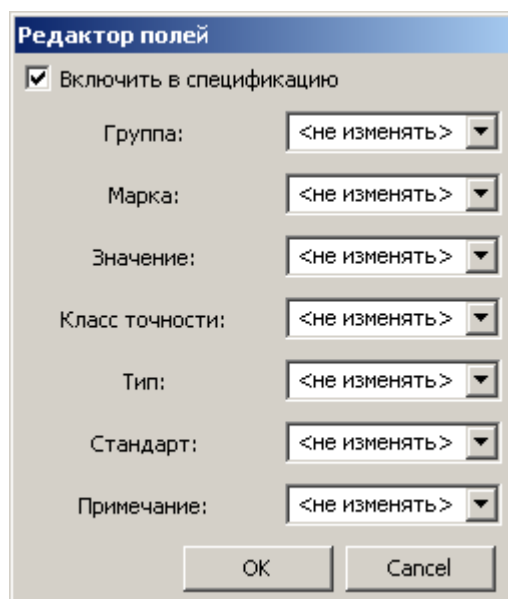 Редактор полей
Включить в спецификацию
Группа: <не изменять>
Марка: <не изменять>
Значение: <не изменять>
Класс точности: <не изменять>
Тип: <не изменять>
Стандарт: <не изменять>
Примечание: <не изменять>
OK Cancel